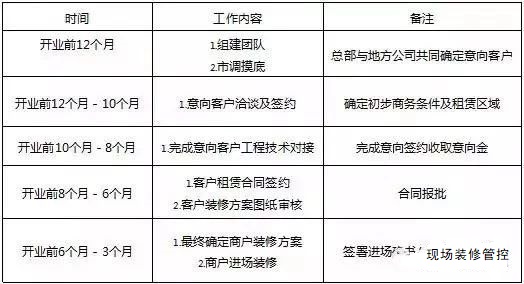 时间 工作内容 备注
开业前12个月 1.组建团队 总部与地方公司共同确定意向客户
2.市调摸底
开业前12个月－10个月 1.意向客户洽谈及签约 确定初步商务条件及租赁区域
开业前10个月－8个月 1.完成意向客户工程技术对接 完成意向签约收取意向金
开业前8个月－6个月 1.客户租赁合同签约 合同报批
2.客户装修方案图纸审核
开业前6个月－3个月 1.最终确定商户装修方案 签署进场
2.商户进场装修
现场装修管控